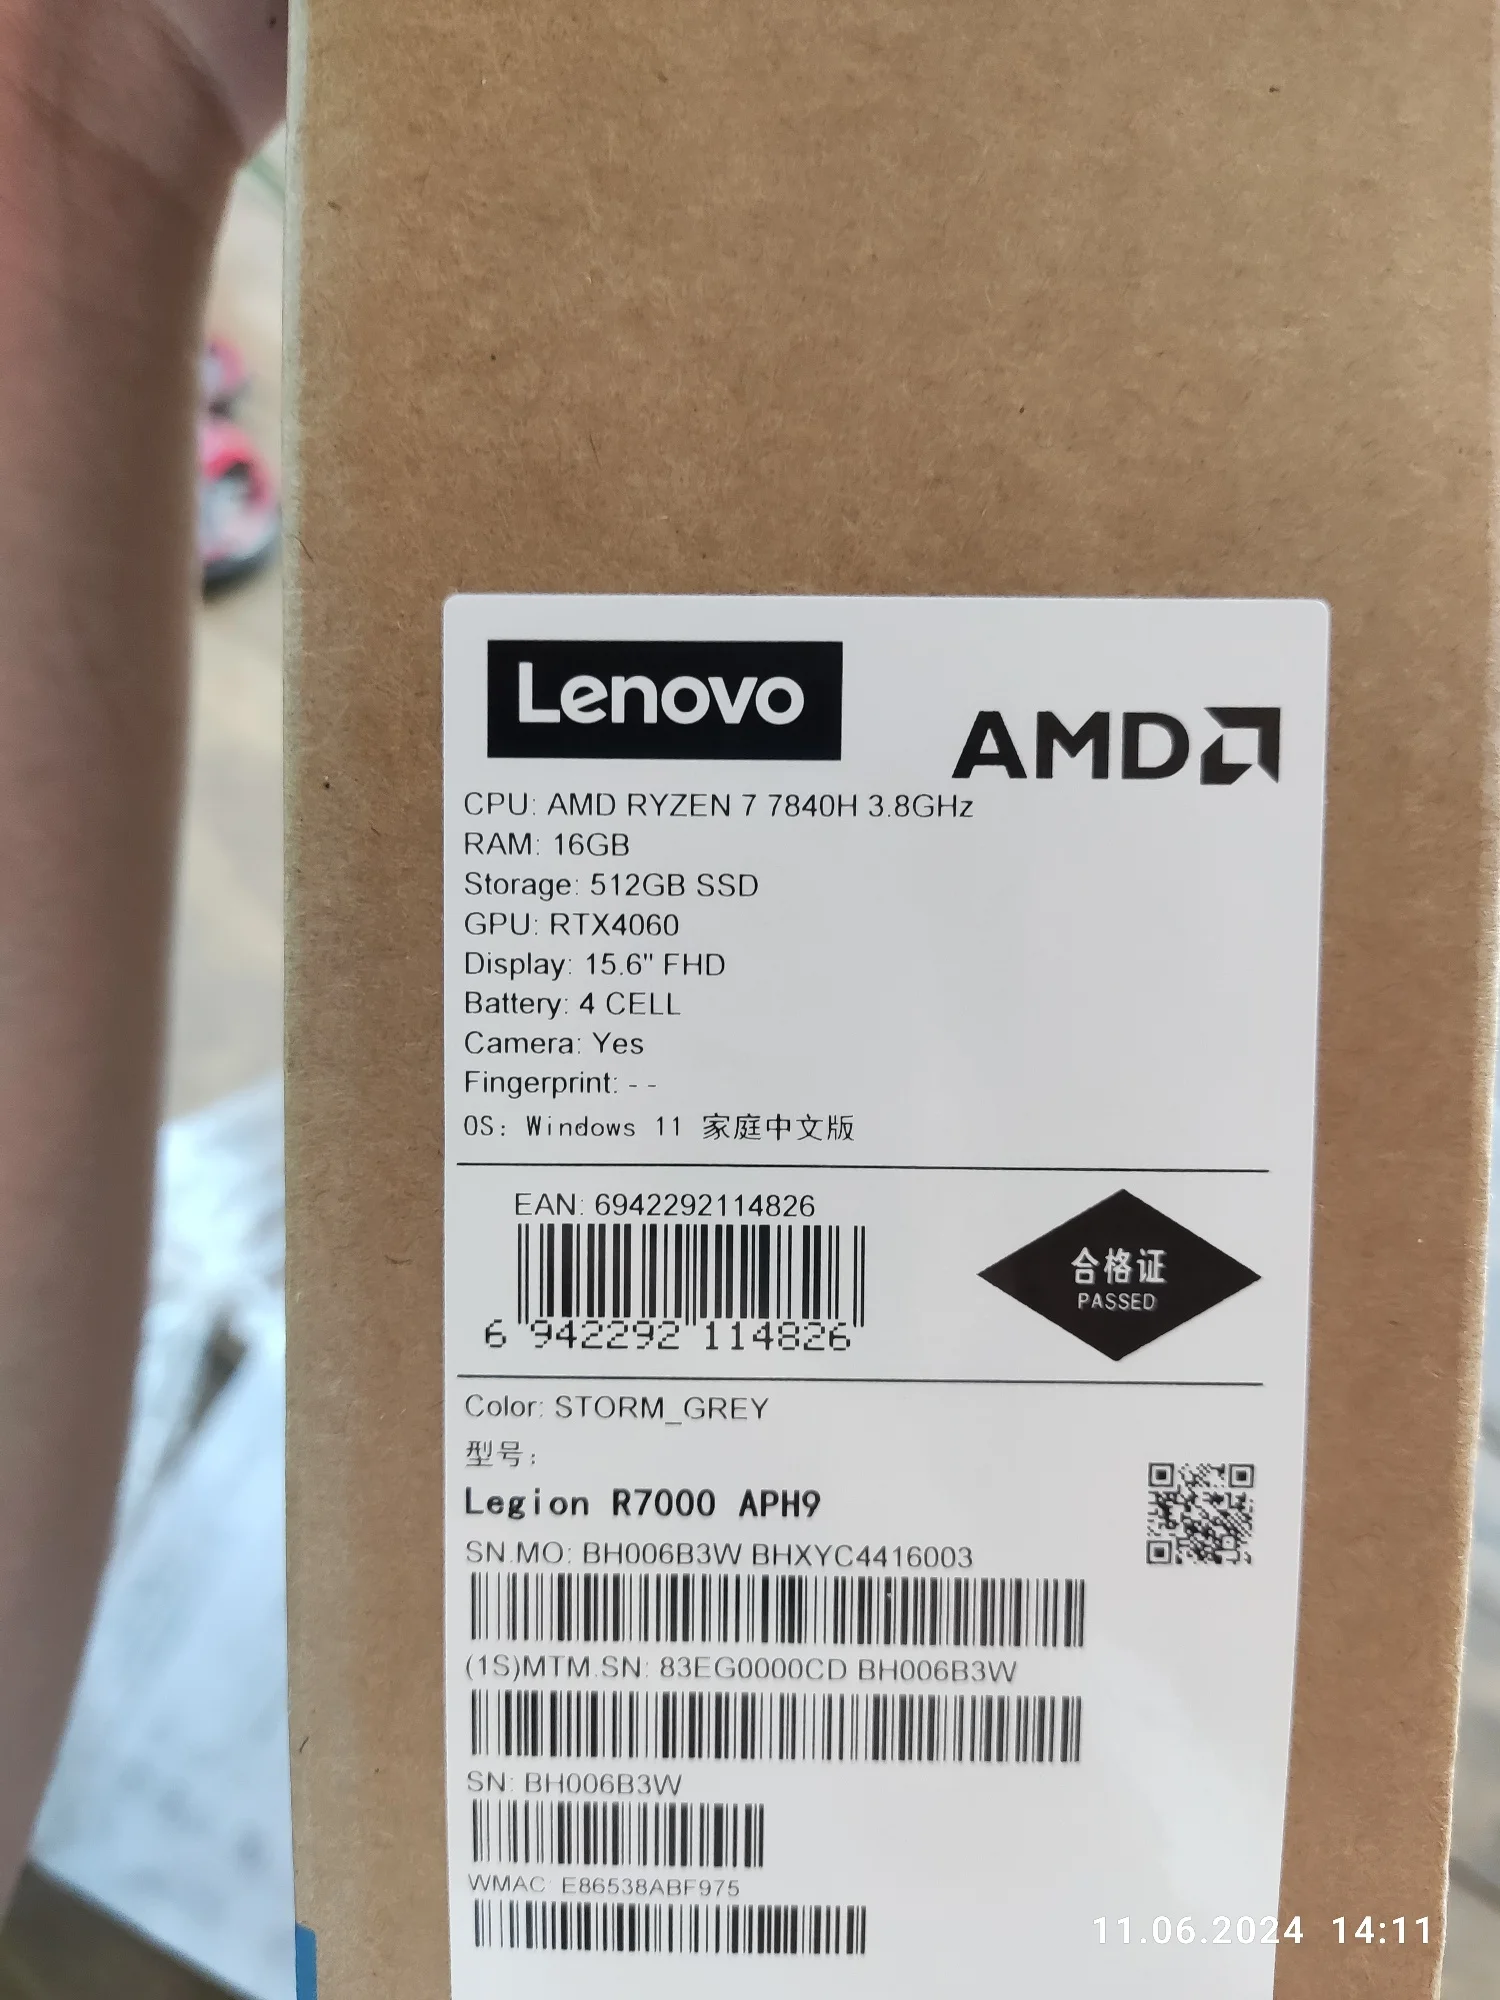 Lenovo
AMD
CPU: AMD RYZEN 7 7840H 3.8GHz
RAM: 16GB
Storage: 512GB SSD
GPU: RTX4060
Display: 15.6" FHD
Battery: 4 CELL
Camera: Yes
Fingerprint: - -
OS: Windows 11 家庭中文版
EAN: 6942292114826
6 942292 114826
合格证
PASSED
Color: STORM_GREY
型号:
Legion R7000 APH9
SN.MO: BH006B3W BHXYC4416003
(1S)MTM.SN: 83EG0000CD BH006B3W
SN: BH006B3W
WMAC: E86538ABF975
11.06.2024 14:11